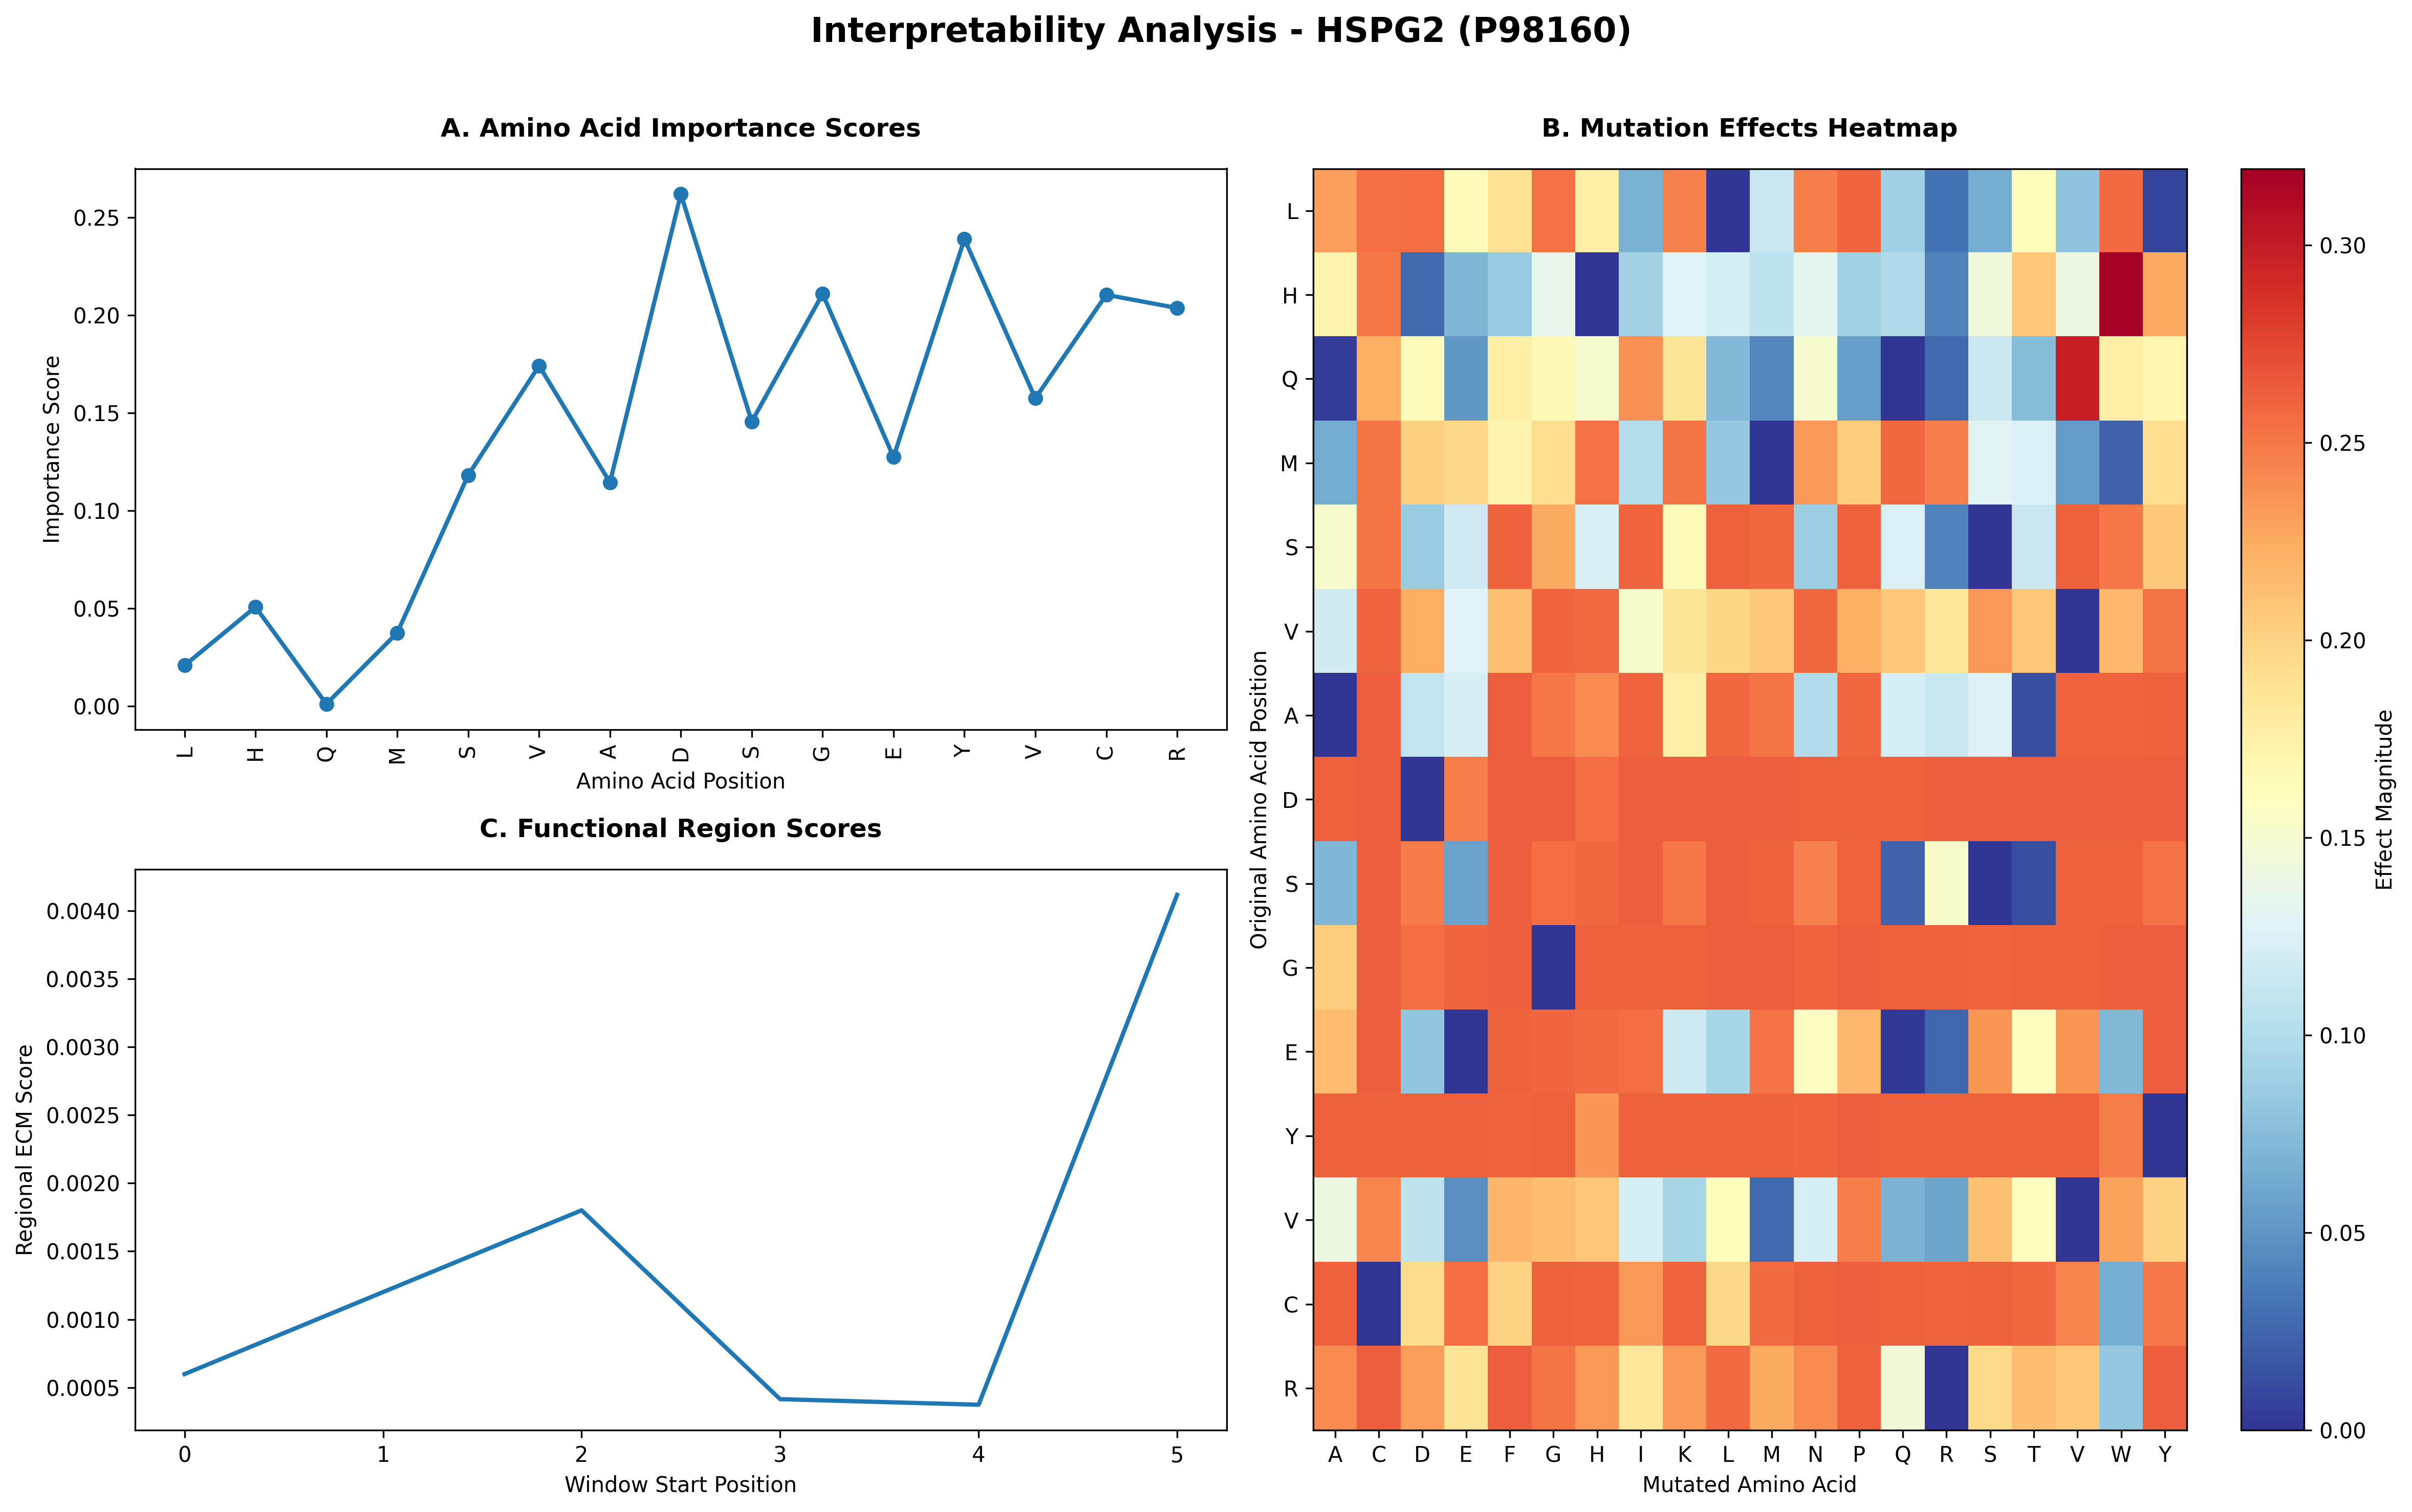 Interpretability Analysis - HSPG2 (P98160)
A. Amino Acid Importance Scores
Importance Score
0.25
0.20
0.15
0.10
0.05
0.00
L H Q M S V A D S G E Y V C R
Amino Acid Position
C. Functional Region Scores
Regional ECM Score
0.0040
0.0035
0.0030
0.0025
0.0020
0.0015
0.0010
0.0005
0 1 2 3 4 5
Window Start Position
B. Mutation Effects Heatmap
Original Amino Acid Position
L
H
Q
M
S
V
A
D
S
G
E
Y
V
C
R
A C D E F G H I K L M N P Q R S T V W Y
Mutated Amino Acid
0.30
0.25
0.20
0.15
0.10
0.05
0.00
Effect Magnitude